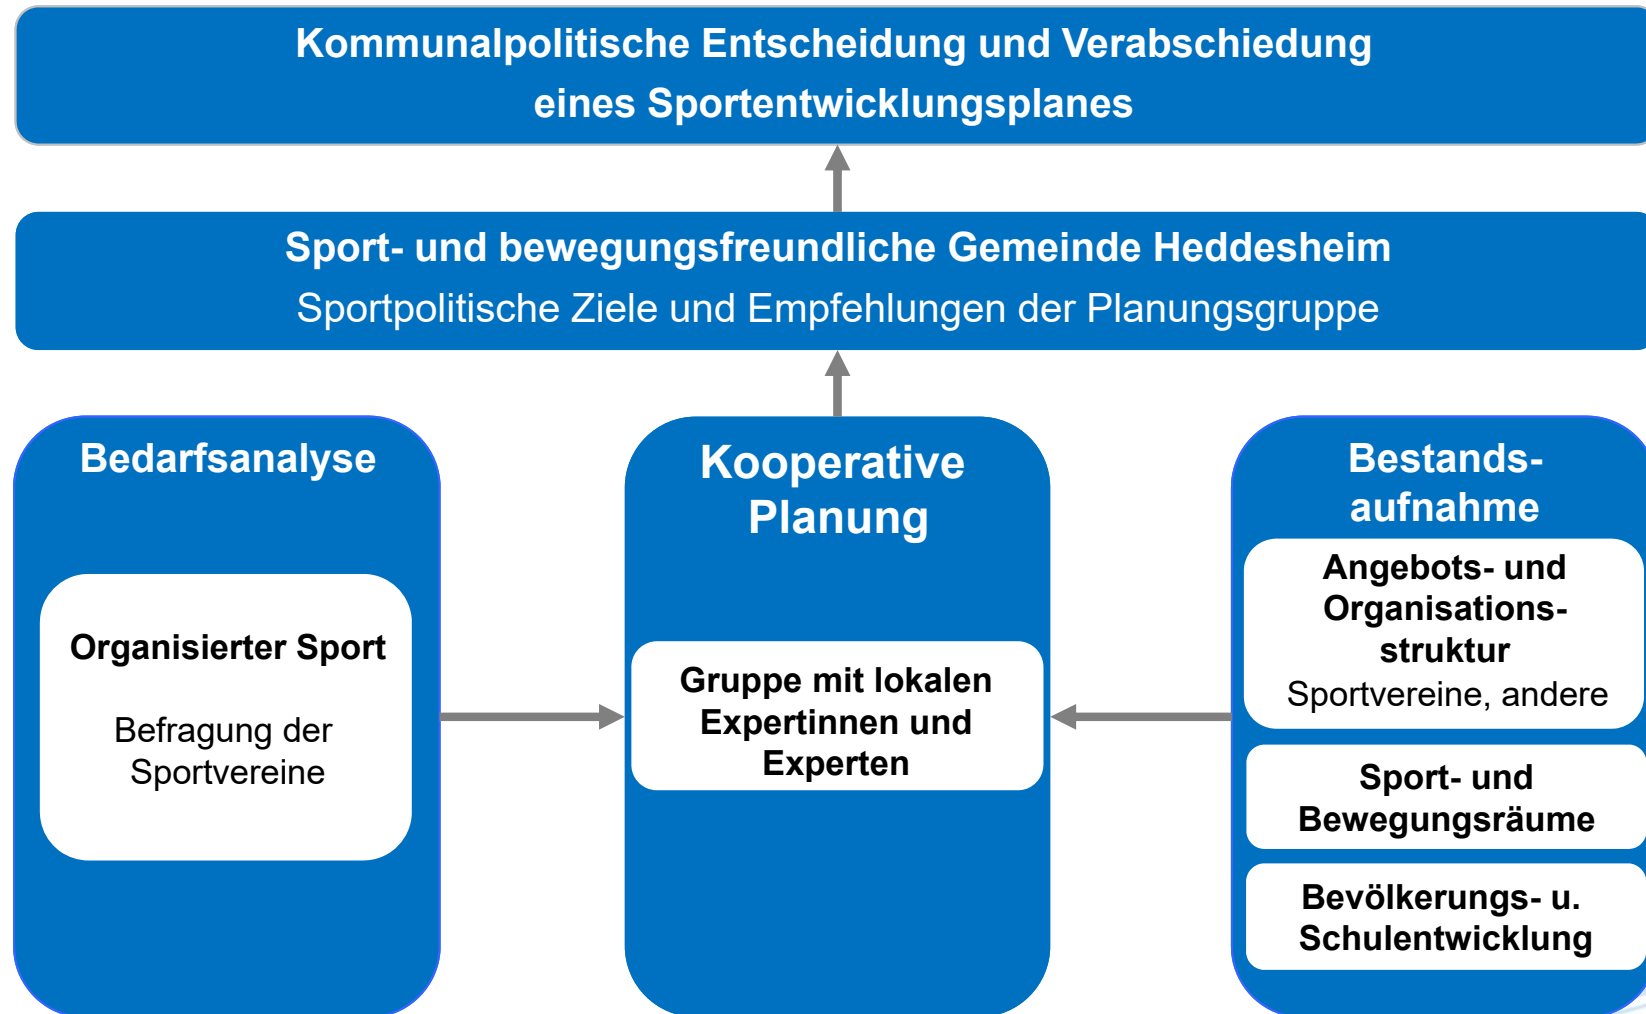 Kommunalpolitische Entscheidung und Verabschiedung
eines Sportentwicklungsplanes
Sport- und bewegungsfreundliche Gemeinde Heddesheim
Sportpolitische Ziele und Empfehlungen der Planungsgruppe
Bedarfsanalyse
Organisierter Sport
Befragung der
Sportvereine
Kooperative
Planung
Gruppe mit lokalen
Expertinnen und
Experten
Bestands-
aufnahme
Angebots- und
Organisations-
struktur
Sportvereine, andere
Sport- und
Bewegungsräume
Bevölkerungs- u.
Schulentwicklung